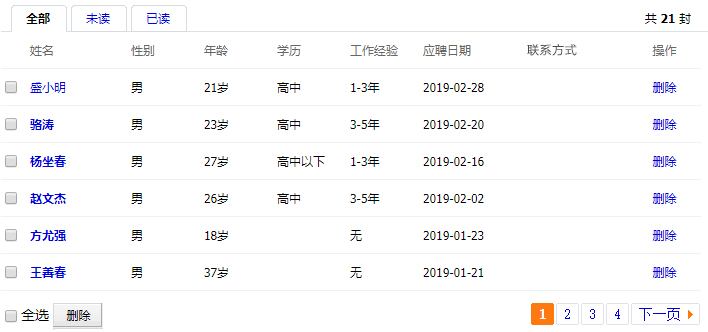 全部 未读 已读 共 21 封
姓名 性别 年龄 学历 工作经验 应聘日期 联系方式 操作
盛小明 男 21岁 高中 1-3年 2019-02-28 删除
骆涛 男 23岁 高中 3-5年 2019-02-20 删除
杨坐春 男 27岁 高中以下 1-3年 2019-02-16 删除
赵文杰 男 26岁 高中 3-5年 2019-02-02 删除
方尤强 男 18岁 无 2019-01-23 删除
王善春 男 37岁 无 2019-01-21 删除
全选 删除 1 2 3 4 下一页